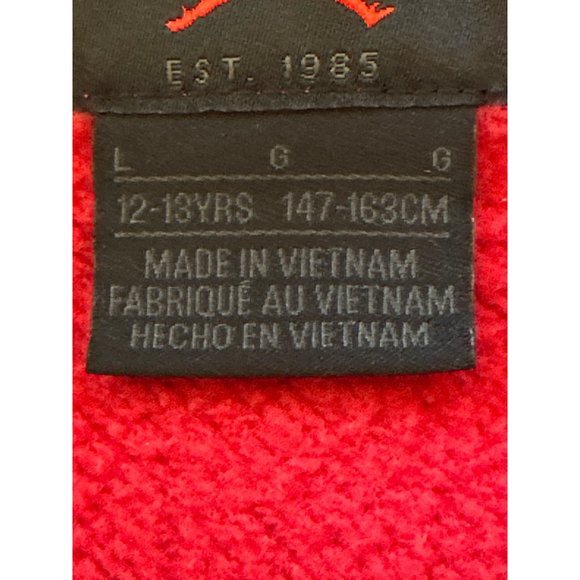 EST. 1985
L G G
12-13YRS 147-163CM
MADE IN VIETNAM
FABRIQUÉ AU VIETNAM
HECHO EN VIETNAM